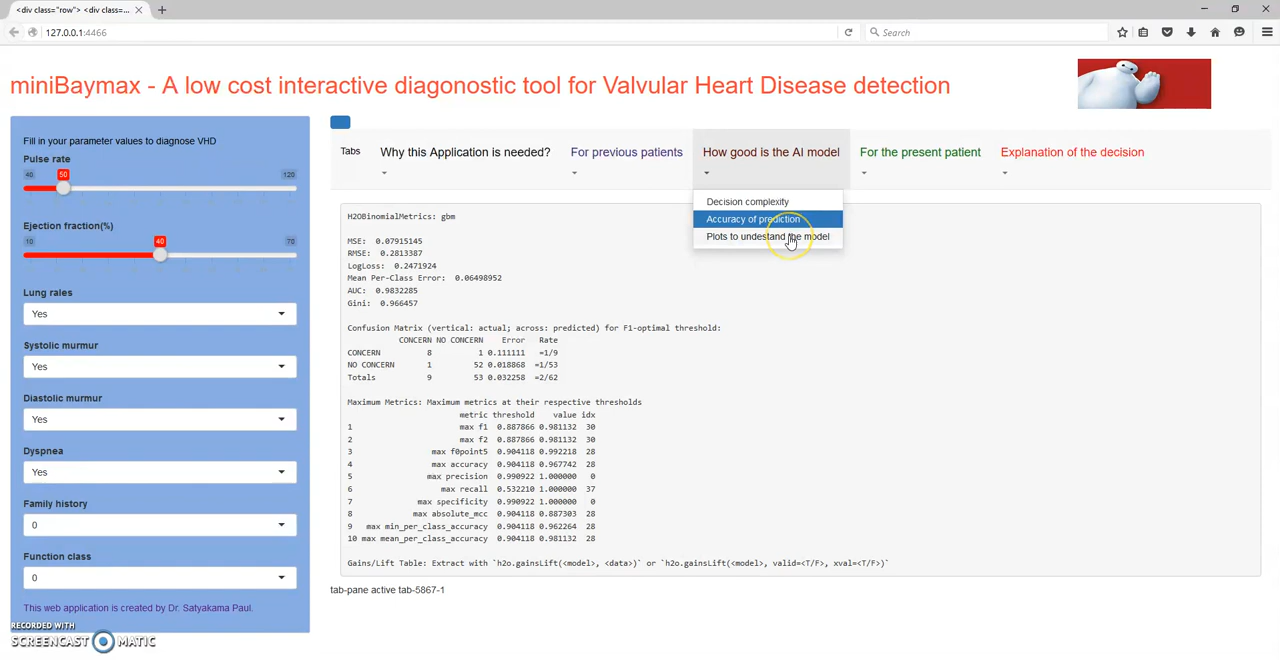 <div class="row"> <div class=...
127.0.0.1:4466
Search
miniBaymax - A low cost interactive diagonostic tool for Valvular Heart Disease detection
Fill in your parameter values to diagnose VHD
Pulse rate
40 50 120
Ejection fraction(%)
10 40 70
Lung rales
Yes
Systolic murmur
Yes
Diastolic murmur
Yes
Dyspnea
Yes
Family history
0
Function class
0
This web application is created by Dr. Satyakama Paul.
RECORDED WITH
SCREENCAST MATIC
Tabs Why this Application is needed? For previous patients How good is the AI model For the present patient Explanation of the decision
Decision complexity
Accuracy of prediction
Plots to undestand the model
H2OBinomialMetrics: gbm
MSE: 0.07915145
RMSE: 0.2813387
LogLoss: 0.2471924
Mean Per-Class Error: 0.06498952
AUC: 0.9832285
Gini: 0.966457
Confusion Matrix (vertical: actual; across: predicted) for F1-optimal threshold:
CONCERN NO CONCERN Error Rate
CONCERN 8 1 0.111111 =1/9
NO CONCERN 1 52 0.018868 =1/53
Totals 9 53 0.032258 =2/62
Maximum Metrics: Maximum metrics at their respective thresholds
metric threshold value idx
1 max f1 0.887866 0.981132 30
2 max f2 0.887866 0.981132 30
3 max f0point5 0.904118 0.992218 28
4 max accuracy 0.904118 0.967742 28
5 max precision 0.990922 1.000000 0
6 max recall 0.532210 1.000000 37
7 max specificity 0.990922 1.000000 0
8 max absolute_mcc 0.904118 0.887303 28
9 max min_per_class_accuracy 0.904118 0.962264 28
10 max mean_per_class_accuracy 0.904118 0.981132 28
Gains/Lift Table: Extract with `h2o.gainsLift(<model>, <data>)` or `h2o.gainsLift(<model>, valid=<T/F>, xval=<T/F>)`
tab-pane active tab-5867-1